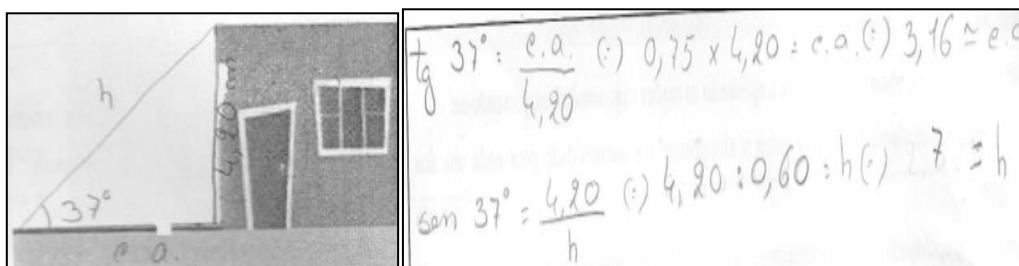 h
4,20 m
37°
c.a.
tg 37° = c.a. / 4,20 (=) 0,75 x 4,20 = c.a. (=) 3,16 ≅ c.a
sen 37° = 4,20 / h (=) 4,20 : 0,60 = h (=) 7 ≅ h